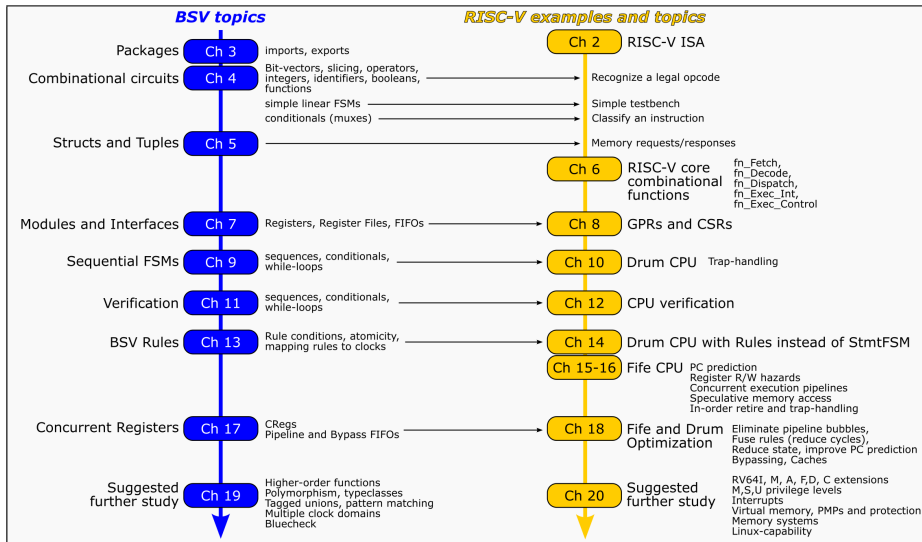 BSV topics
RISC-V examples and topics
Ch 2
RISC-V ISA
Packages
Ch 3
imports, exports
Combinational circuits
Ch 4
Bit-vectors, slicing, operators,
integers, identifiers, booleans,
functions
Recognize a legal opcode
simple linear FSMs
Simple testbench
conditionals (muxes)
Classify an instruction
Structs and Tuples
Ch 5
Memory requests/responses
Ch 6
RISC-V core
combinational
functions
fn_Fetch,
fn_Decode,
fn_Dispatch,
fn_Exec_Int,
fn_Exec_Control
Modules and Interfaces
Ch 7
Registers, Register Files, FIFOs
Ch 8
GPRs and CSRs
Sequential FSMs
Ch 9
sequences, conditionals,
while-loops
Ch 10
Drum CPU
Trap-handling
Verification
Ch 11
sequences, conditionals,
while-loops
Ch 12
CPU verification
BSV Rules
Ch 13
Rule conditions, atomicity,
mapping rules to clocks
Ch 14
Drum CPU with Rules instead of StmtFSM
Ch 15-16
Fife CPU
PC prediction
Register R/W hazards
Concurrent execution pipelines
Speculative memory access
In-order retire and trap-handling
Concurrent Registers
Ch 17
CRegs
Pipeline and Bypass FIFOs
Ch 18
Fife and Drum
Optimization
Eliminate pipeline bubbles,
Fuse rules (reduce cycles),
Reduce state, improve PC prediction
Bypassing, Caches
Suggested
further study
Ch 19
Higher-order functions
Polymorphism, typeclasses
Tagged unions, pattern matching
Multiple clock domains
Bluecheck
Ch 20
Suggested
further study
RV64I, M, A, F,D, C extensions
M,S,U privilege levels
Interrupts
Virtual memory, PMPs and protection
Memory systems
Linux-capability